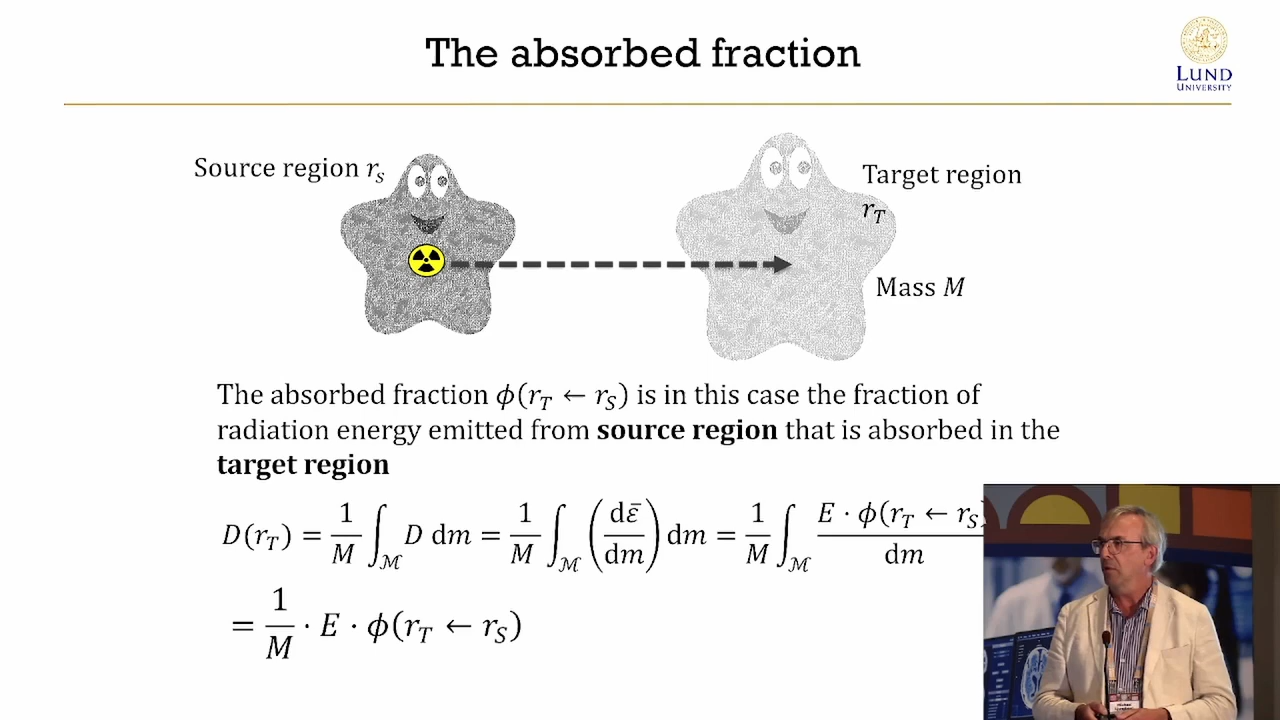 The absorbed fraction
LUND
UNIVERSITY
Source region r_s
Target region
r_T
Mass M
The absorbed fraction ϕ(r_T ← r_S) is in this case the fraction of
radiation energy emitted from source region that is absorbed in the
target region
D(r_T) = 1/M ∫_ℳ D dm = 1/M ∫_ℳ (dε̄/dm) dm = 1/M ∫_ℳ E · ϕ(r_T ← r_S)/dm
= 1/M · E · ϕ(r_T ← r_S)